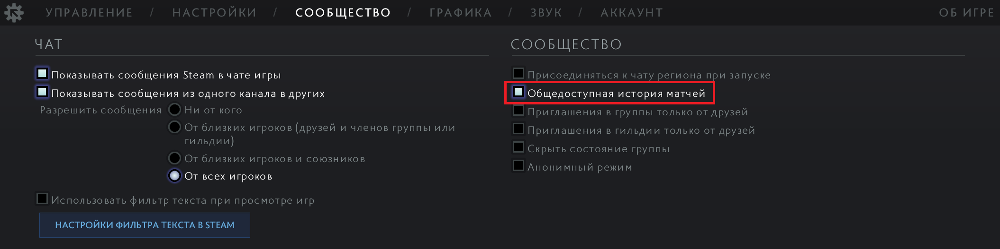 УПРАВЛЕНИЕ / НАСТРОЙКИ / СООБЩЕСТВО / ГРАФИКА / ЗВУК / АККАУНТ ОБ ИГРЕ
ЧАТ
Показывать сообщения Steam в чате игры
Показывать сообщения из одного канала в других
Разрешить сообщения Ни от кого
От близких игроков (друзей и членов группы или
гильдии)
От близких игроков и союзников
От всех игроков
Использовать фильтр текста при просмотре игр
НАСТРОЙКИ ФИЛЬТРА ТЕКСТА В STEAM
СООБЩЕСТВО
Присоединяться к чату региона при запуске
Общедоступная история матчей
Приглашения в группы только от друзей
Приглашения в гильдии только от друзей
Скрыть состояние группы
Анонимный режим